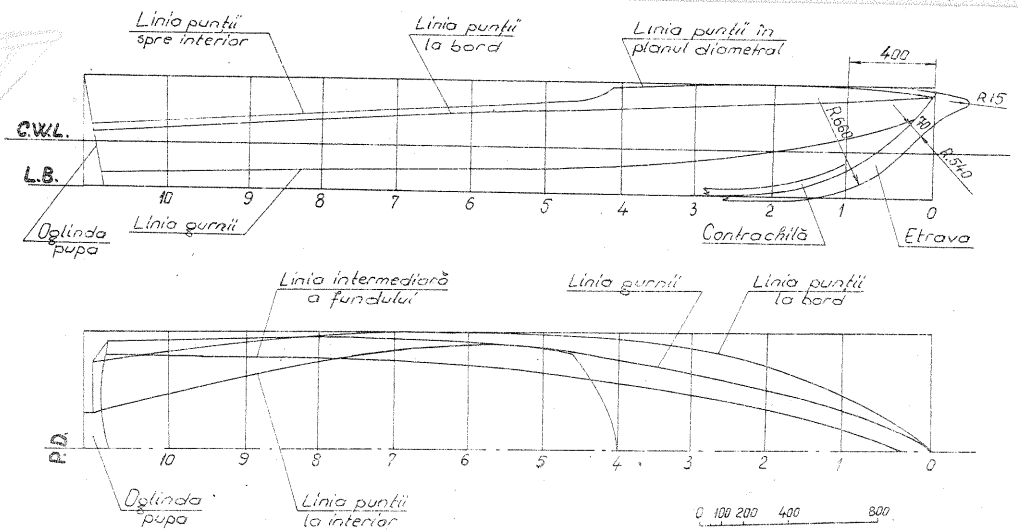 Linia punții
spre interior
Linia punții
la bord
Linia punții în
planul diametral
400
R15
C.W.L.
R.660
70
R.540
L.B.
10 9 8 7 6 5 4 3 2 1 0
Oglinda
pupa
Linia gurnii
Contrachilă
Etrava
Linia intermediară
a fundului
Linia gurnii
Linia punții
la bord
P.D.
10 9 8 7 6 5 4 3 2 1 0
Oglinda
pupa
Linia punții
la interior
0 100 200 400 800